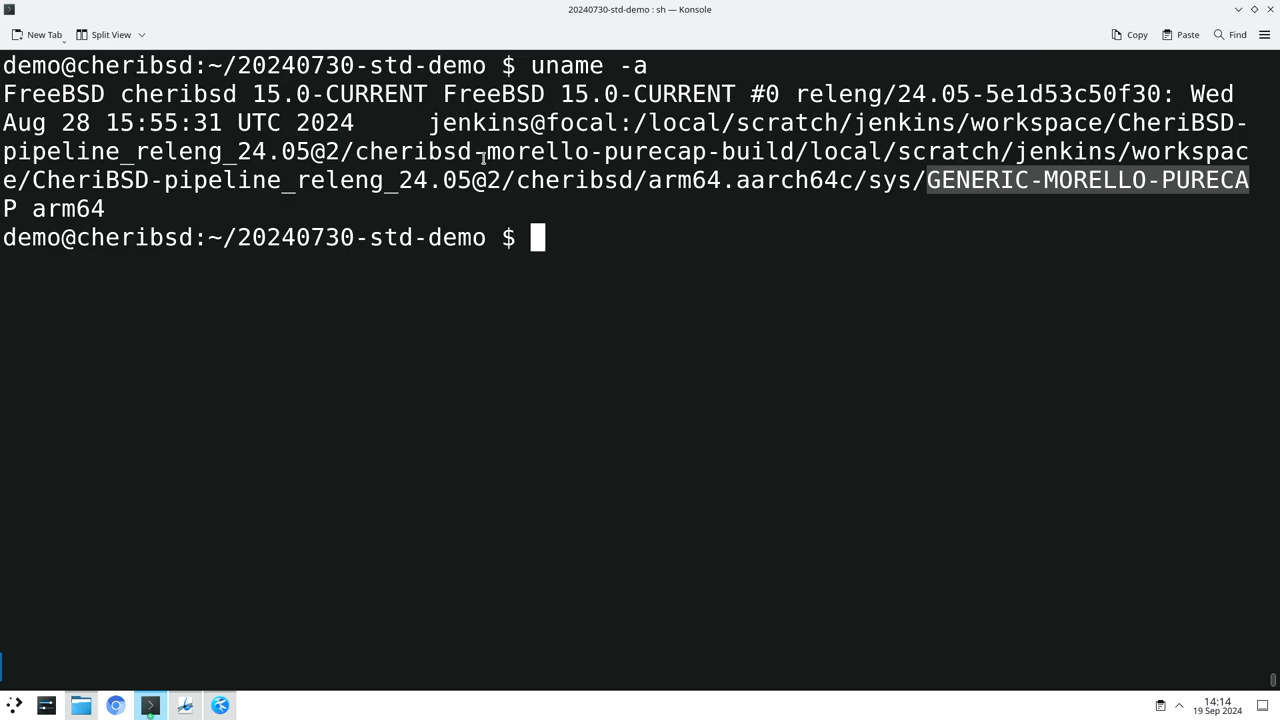 20240730-std-demo : sh — Konsole
New Tab
Split View
Copy
Paste
Find
demo@cheribsd:~/20240730-std-demo $ uname -a
FreeBSD cheribsd 15.0-CURRENT FreeBSD 15.0-CURRENT #0 releng/24.05-5e1d53c50f30: Wed
Aug 28 15:55:31 UTC 2024     jenkins@focal:/local/scratch/jenkins/workspace/CheriBSD-
pipeline_releng_24.05@2/cheribsd-morello-purecap-build/local/scratch/jenkins/workspac
e/CheriBSD-pipeline_releng_24.05@2/cheribsd/arm64.aarch64c/sys/GENERIC-MORELLO-PURECA
P arm64
demo@cheribsd:~/20240730-std-demo $
14:14
19 Sep 2024